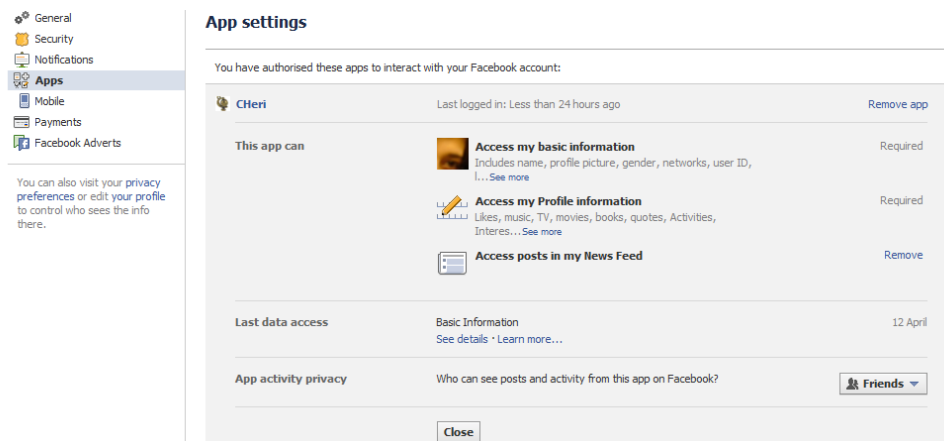 General
Security
Notifications
Apps
Mobile
Payments
Facebook Adverts
You can also visit your privacy
preferences or edit your profile
to control who sees the info
there.
App settings
You have authorised these apps to interact with your Facebook account:
CHeri Last logged in: Less than 24 hours ago Remove app
This app can
Access my basic information Required
Includes name, profile picture, gender, networks, user ID,
l... See more
Access my Profile information Required
Likes, music, TV, movies, books, quotes, Activities,
Interes... See more
Access posts in my News Feed Remove
Last data access Basic Information 12 April
See details · Learn more...
App activity privacy Who can see posts and activity from this app on Facebook? Friends
Close